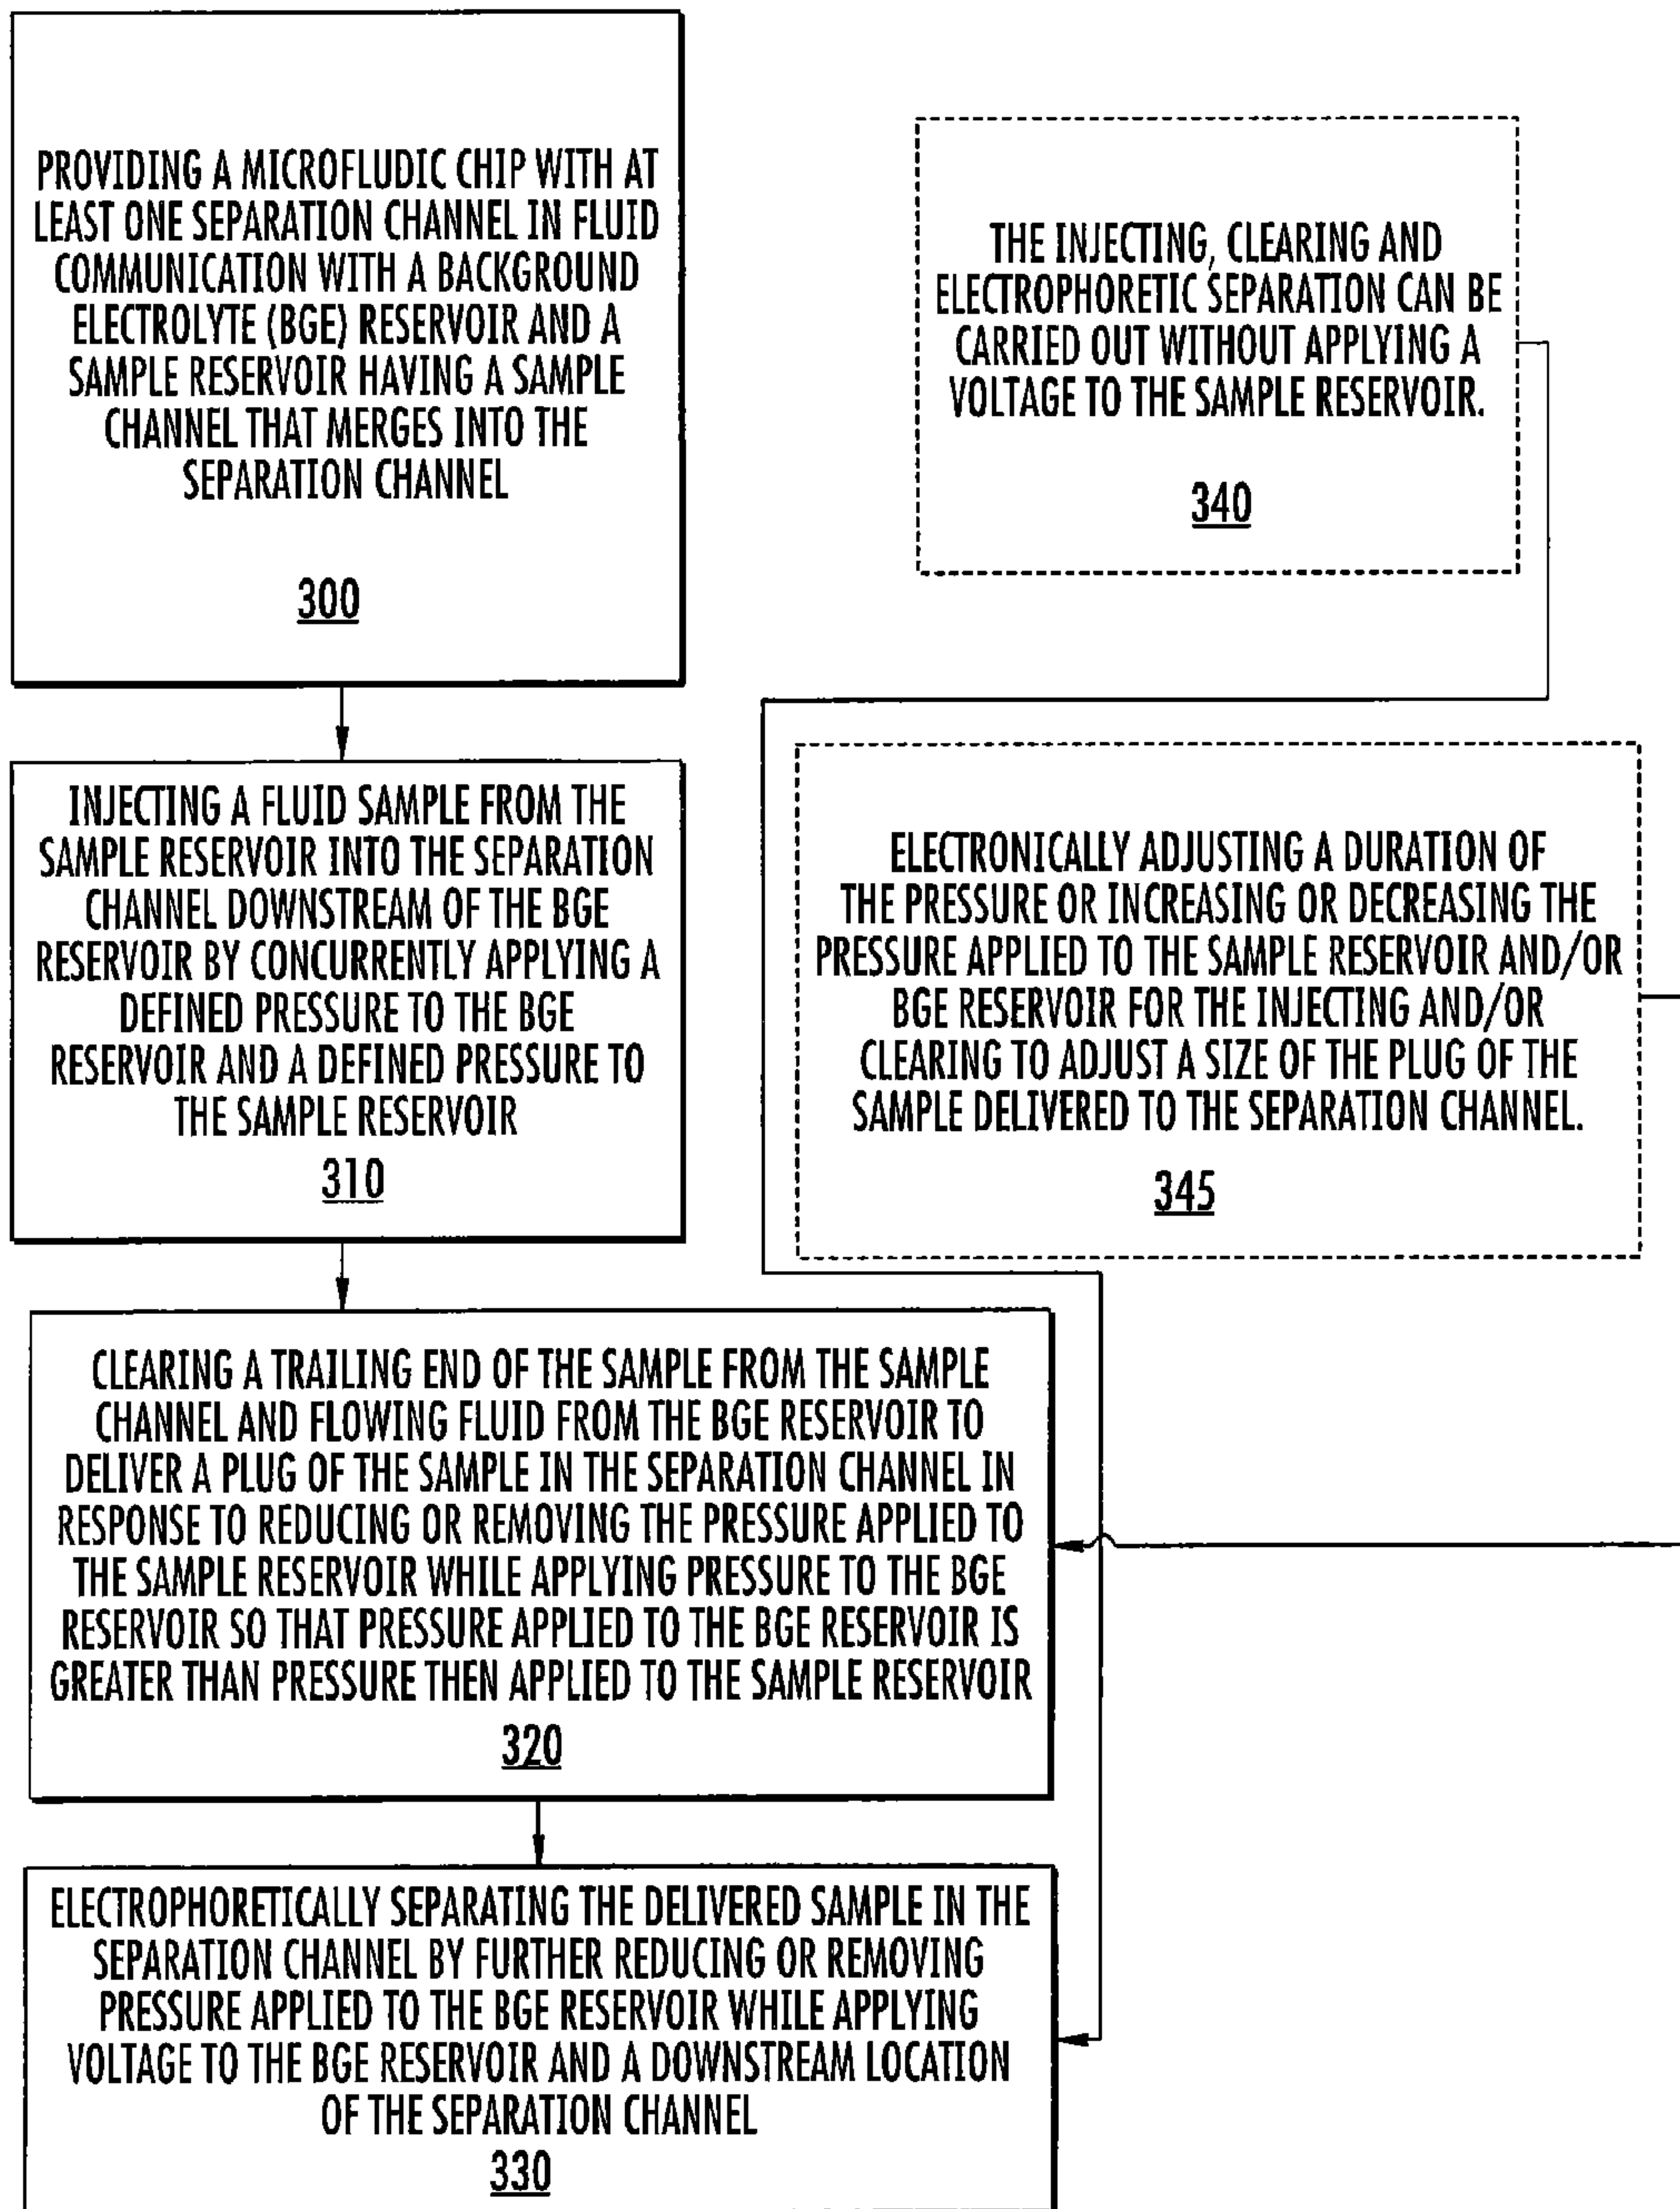 PROVIDING A MICROFLUDIC CHIP WITH AT
LEAST ONE SEPARATION CHANNEL IN FLUID
COMMUNICATION WITH A BACKGROUND
ELECTROLYTE (BGE) RESERVOIR AND A
SAMPLE RESERVOIR HAVING A SAMPLE
CHANNEL THAT MERGES INTO THE
SEPARATION CHANNEL
300
INJECTING A FLUID SAMPLE FROM THE
SAMPLE RESERVOIR INTO THE SEPARATION
CHANNEL DOWNSTREAM OF THE BGE
RESERVOIR BY CONCURRENTLY APPLYING A
DEFINED PRESSURE TO THE BGE
RESERVOIR AND A DEFINED PRESSURE TO
THE SAMPLE RESERVOIR
310
CLEARING A TRAILING END OF THE SAMPLE FROM THE SAMPLE
CHANNEL AND FLOWING FLUID FROM THE BGE RESERVOIR TO
DELIVER A PLUG OF THE SAMPLE IN THE SEPARATION CHANNEL IN
RESPONSE TO REDUCING OR REMOVING THE PRESSURE APPLIED TO
THE SAMPLE RESERVOIR WHILE APPLYING PRESSURE TO THE BGE
RESERVOIR SO THAT PRESSURE APPLIED TO THE BGE RESERVOIR IS
GREATER THAN PRESSURE THEN APPLIED TO THE SAMPLE RESERVOIR
320
ELECTROPHORETICALLY SEPARATING THE DELIVERED SAMPLE IN THE
SEPARATION CHANNEL BY FURTHER REDUCING OR REMOVING
PRESSURE APPLIED TO THE BGE RESERVOIR WHILE APPLYING
VOLTAGE TO THE BGE RESERVOIR AND A DOWNSTREAM LOCATION
OF THE SEPARATION CHANNEL
330
THE INJECTING, CLEARING AND
ELECTROPHORETIC SEPARATION CAN BE
CARRIED OUT WITHOUT APPLYING A
VOLTAGE TO THE SAMPLE RESERVOIR.
340
ELECTRONICALLY ADJUSTING A DURATION OF
THE PRESSURE OR INCREASING OR DECREASING THE
PRESSURE APPLIED TO THE SAMPLE RESERVOIR AND/OR
BGE RESERVOIR FOR THE INJECTING AND/OR
CLEARING TO ADJUST A SIZE OF THE PLUG OF THE
SAMPLE DELIVERED TO THE SEPARATION CHANNEL.
345